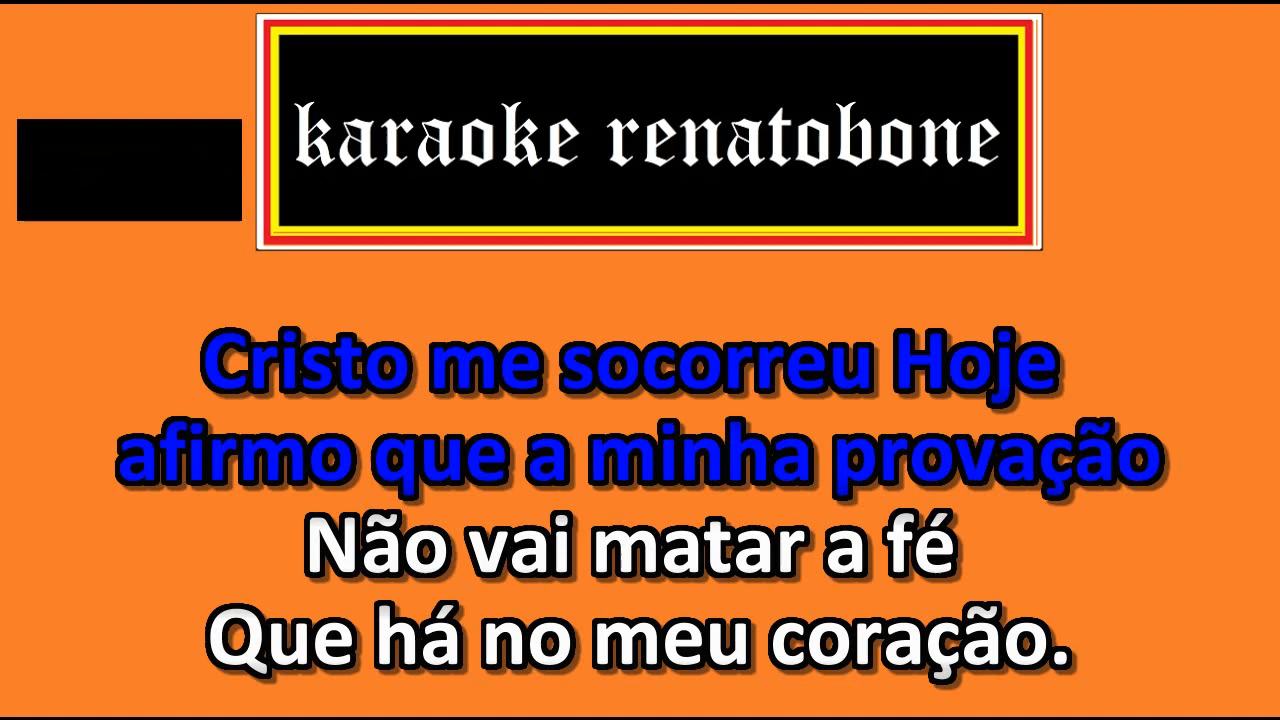 karaoke renatobone
Cristo me socorreu Hoje
afirmo que a minha provação
Não vai matar a fé
Que há no meu coração.